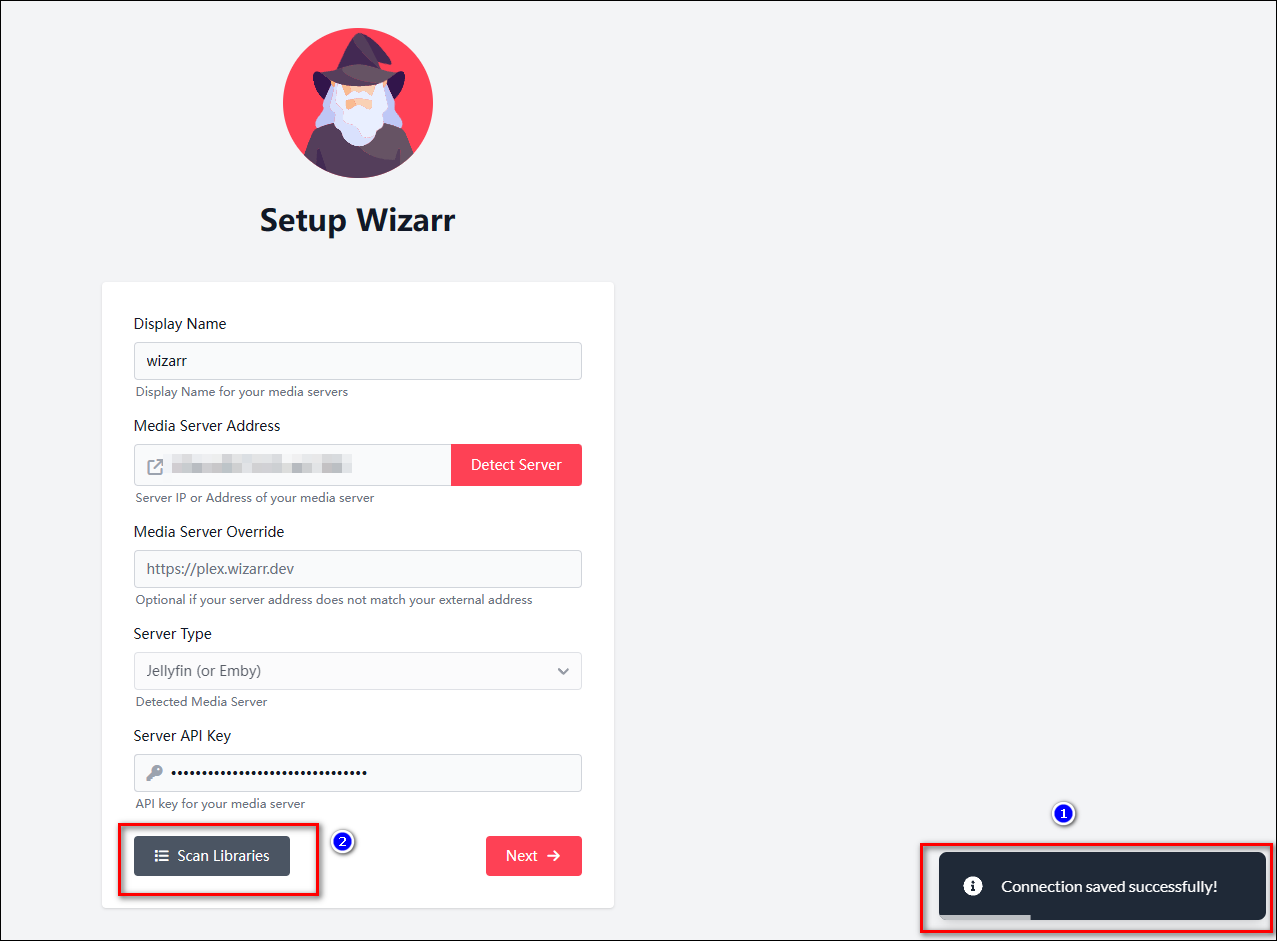 Setup Wizarr
Display Name
wizarr
Display Name for your media servers
Media Server Address
Detect Server
Server IP or Address of your media server
Media Server Override
https://plex.wizarr.dev
Optional if your server address does not match your external address
Server Type
Jellyfin (or Emby)
Detected Media Server
Server API Key
••••••••••••••••••••••••••••••••
API key for your media server
Scan Libraries
2
Next
1
Connection saved successfully!